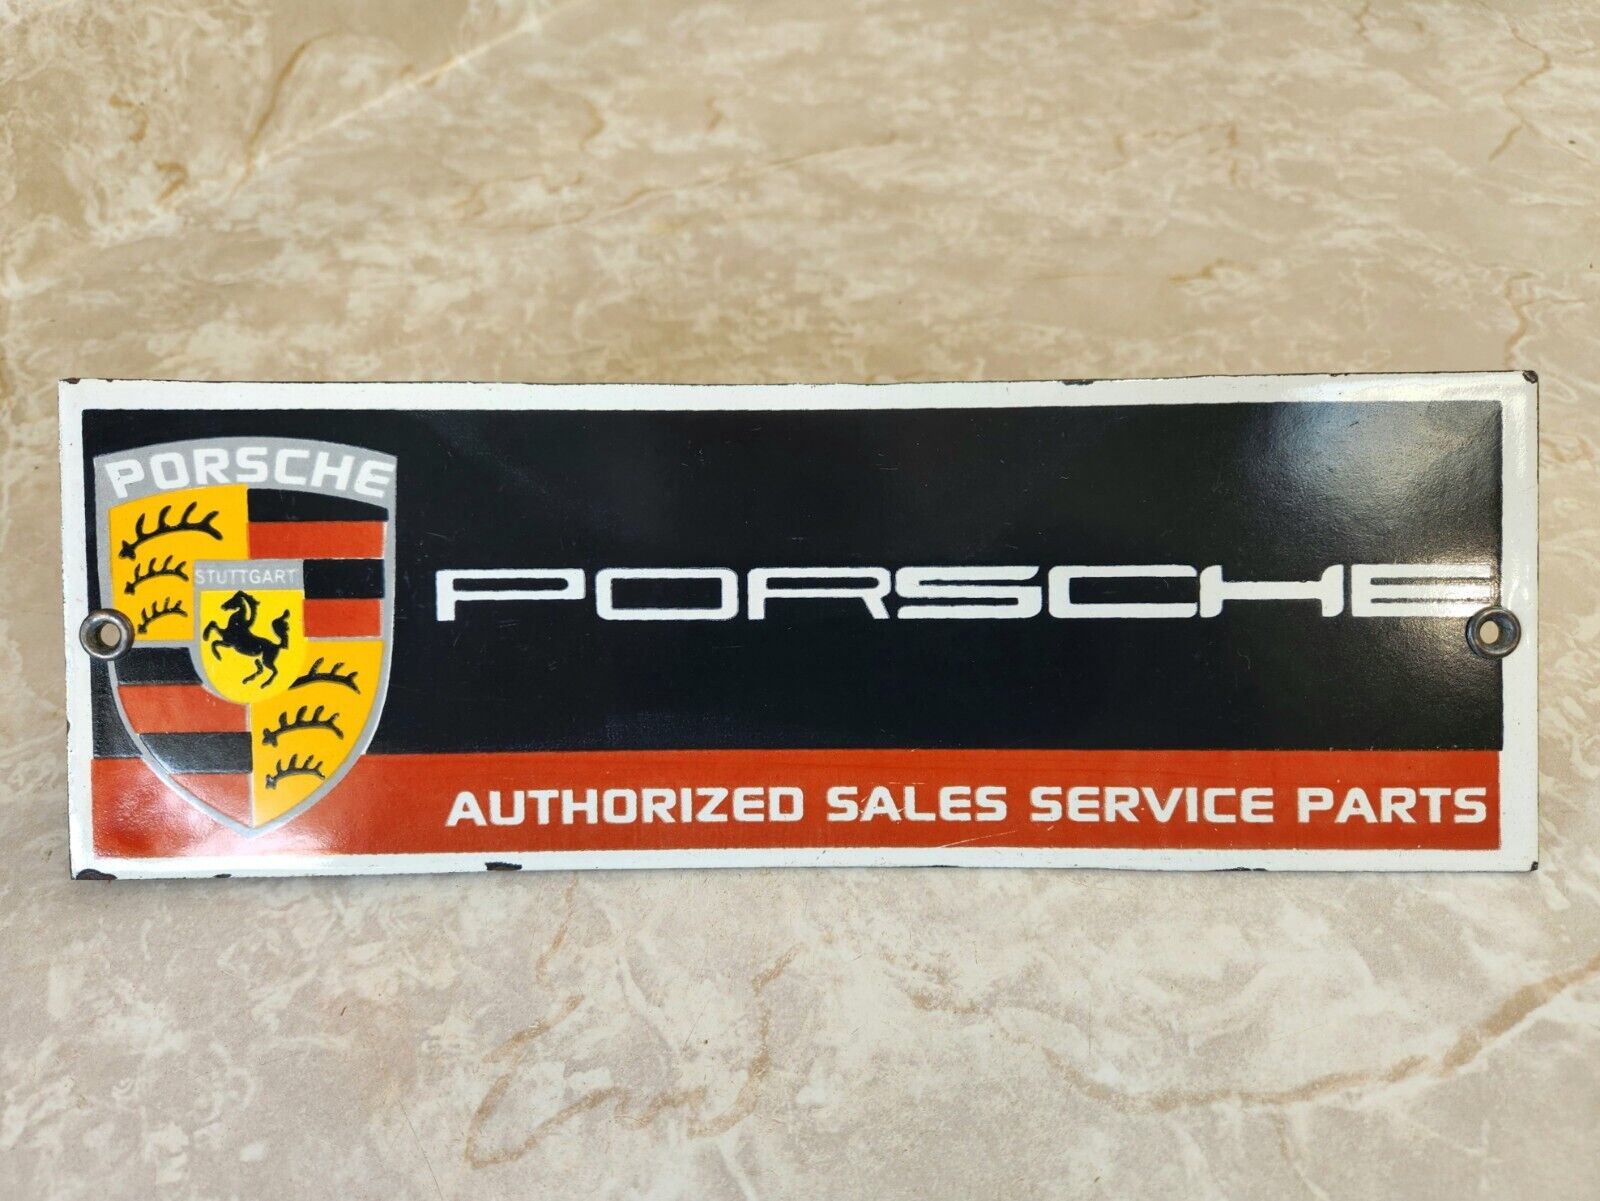 PORSCHE
STUTTGART
PORSCHE
AUTHORIZED SALES SERVICE PARTS